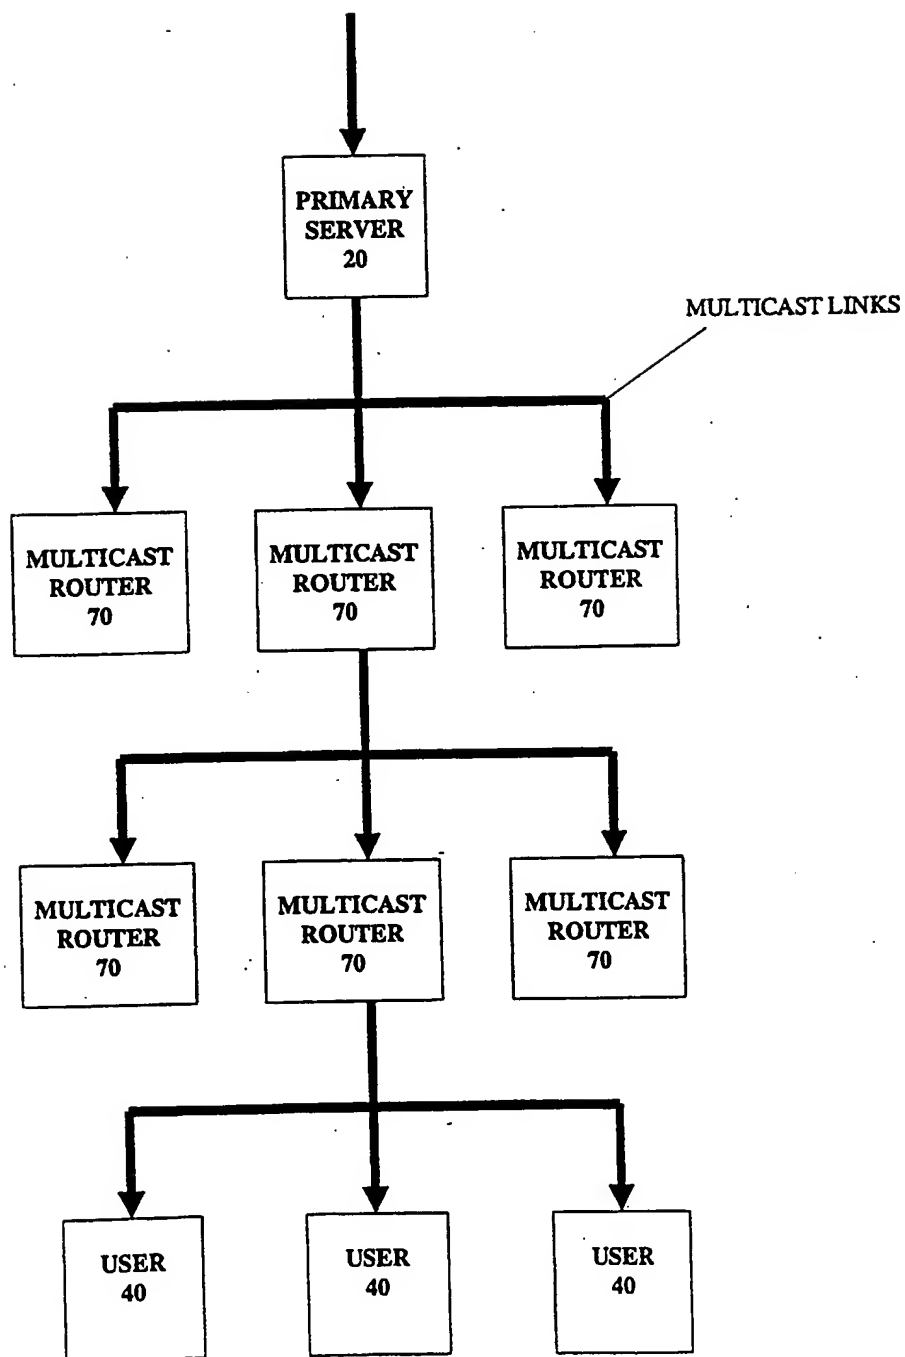 PRIMARY
SERVER
20
MULTICAST LINKS
MULTICAST
ROUTER
70
MULTICAST
ROUTER
70
MULTICAST
ROUTER
70
MULTICAST
ROUTER
70
MULTICAST
ROUTER
70
MULTICAST
ROUTER
70
USER
40
USER
40
USER
40